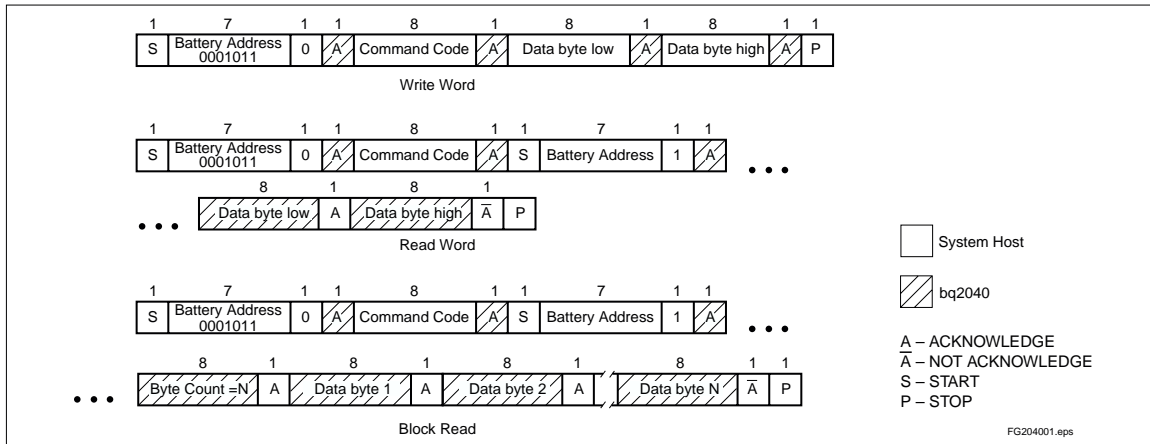 1 7 1 1 8 1 8 1 8 1 1
S Battery Address 0001011 0 A Command Code A Data byte low A Data byte high A P
Write Word
1 7 1 1 8 1 1 7 1 1
S Battery Address 0001011 0 A Command Code A S Battery Address 1 A • • •
8 1 8 1
• • • Data byte low A Data byte high A̅ P
Read Word
1 7 1 1 8 1 1 7 1 1
S Battery Address 0001011 0 A Command Code A S Battery Address 1 A • • •
8 1 8 1 8 1 8 1 1
• • • Byte Count =N A Data byte 1 A Data byte 2 A Data byte N A̅ P
Block Read
System Host
bq2040
A – ACKNOWLEDGE
A̅ – NOT ACKNOWLEDGE
S – START
P – STOP
FG204001.eps